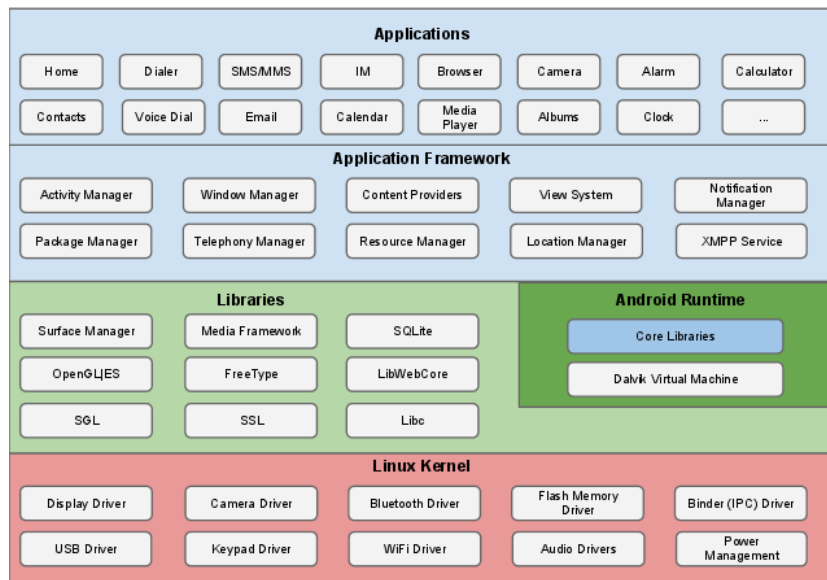 Applications
Home
Dialer
SMS/MMS
IM
Browser
Camera
Alarm
Calculator
Contacts
Voice Dial
Email
Calendar
Media
Player
Albums
Clock
...
Application Framework
Activity Manager
Window Manager
Content Providers
View System
Notification
Manager
Package Manager
Telephony Manager
Resource Manager
Location Manager
XMPP Service
Libraries
Surface Manager
Media Framework
SQLite
OpenGL|ES
FreeType
LibWebCore
SGL
SSL
Libc
Android Runtime
Core Libraries
Dalvik Virtual Machine
Linux Kernel
Display Driver
Camera Driver
Bluetooth Driver
Flash Memory
Driver
Binder (IPC) Driver
USB Driver
Keypad Driver
WiFi Driver
Audio Drivers
Power
Management